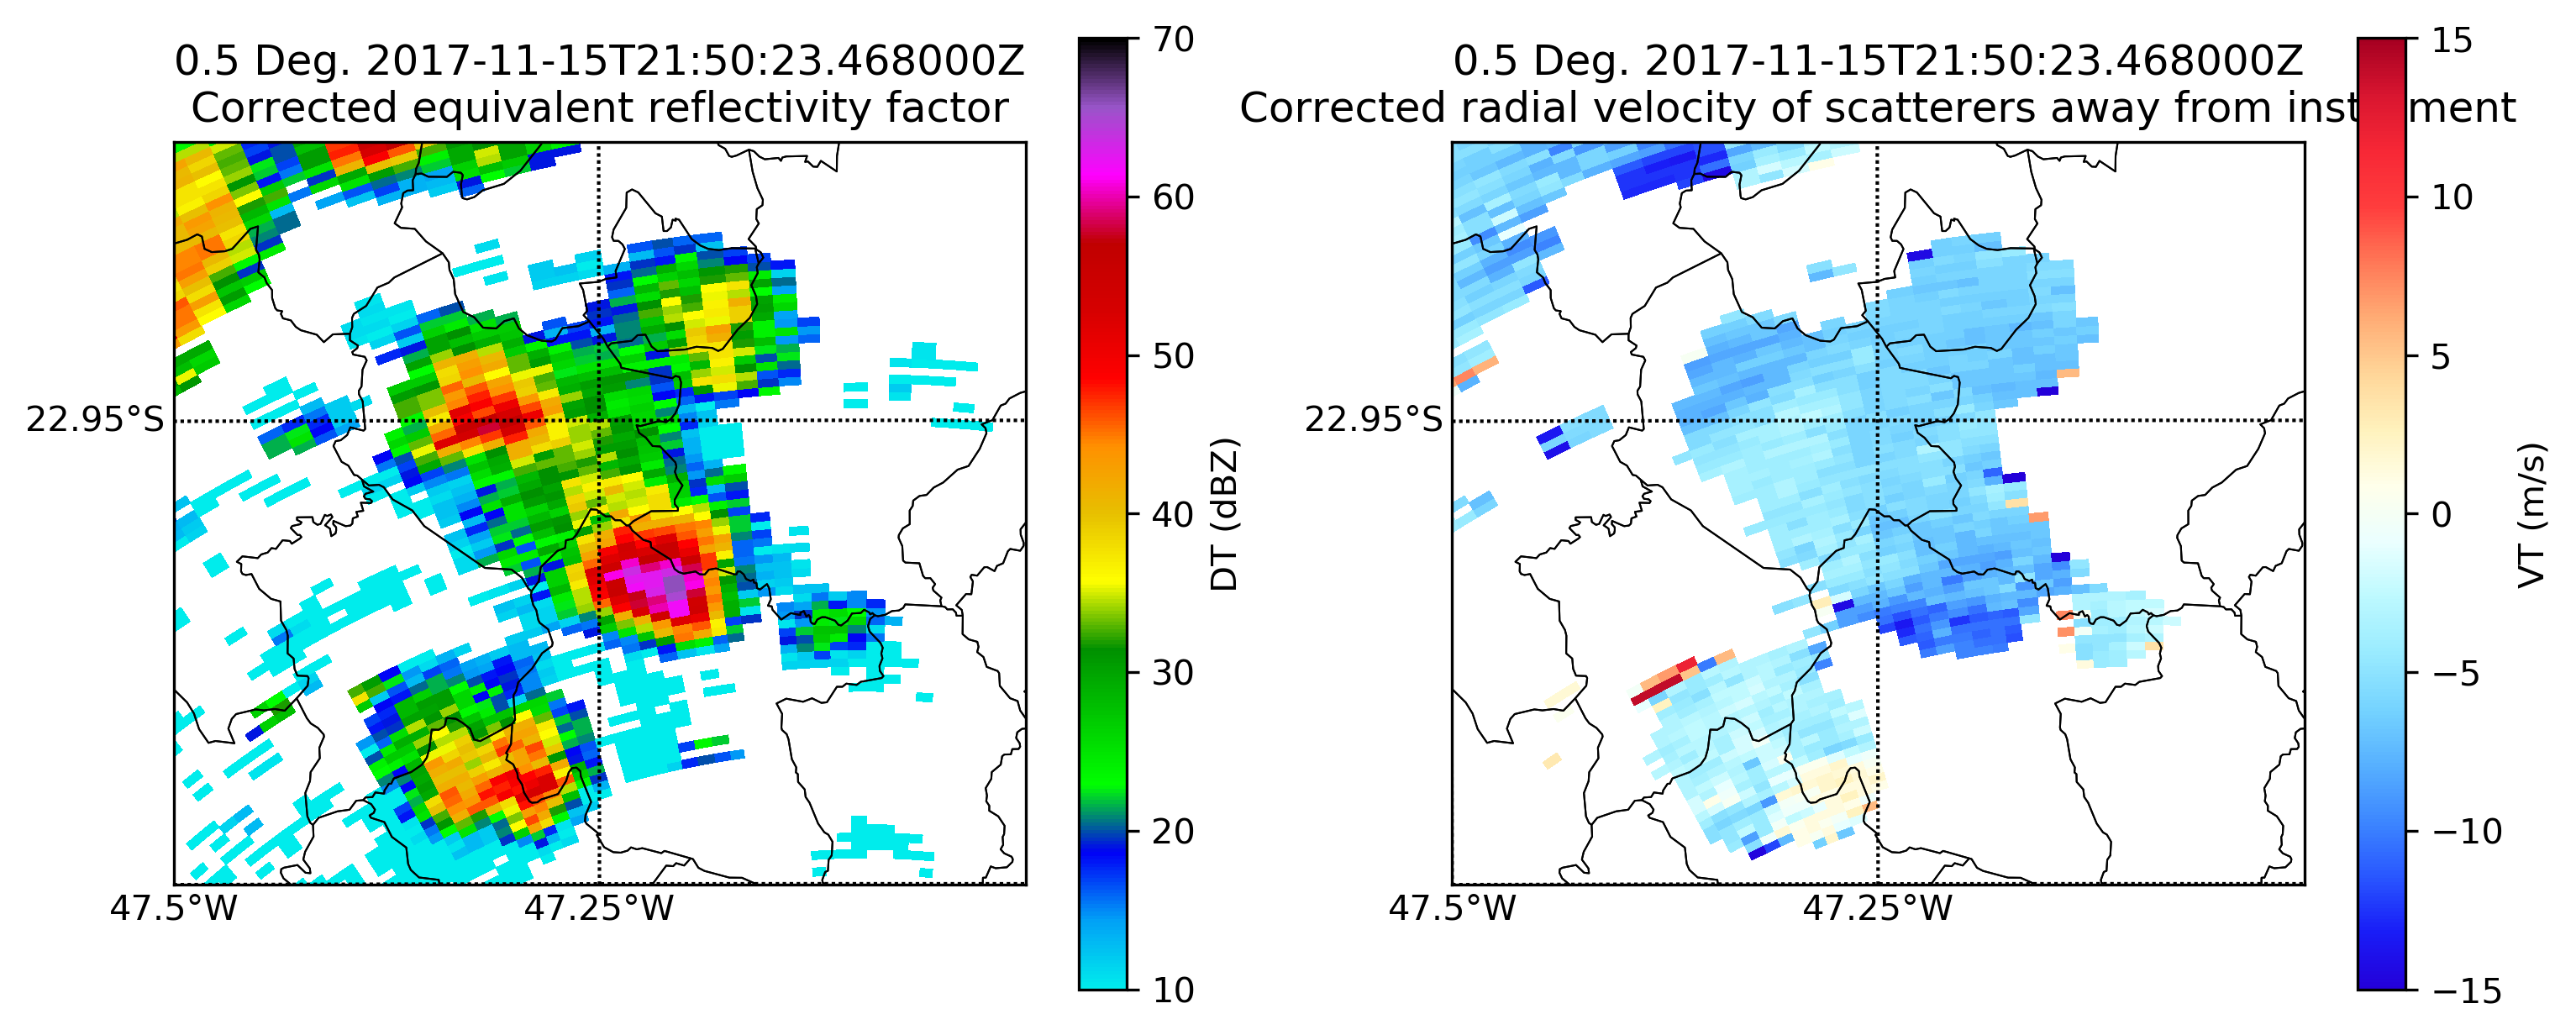 0.5 Deg. 2017-11-15T21:50:23.468000Z
Corrected equivalent reflectivity factor
22.95°S
47.5°W
47.25°W
70
60
50
40
30
20
10
DT (dBZ)
0.5 Deg. 2017-11-15T21:50:23.468000Z
Corrected radial velocity of scatterers away from inst ment
22.95°S
47.5°W
47.25°W
15
10
5
0
−5
−10
−15
VT (m/s)